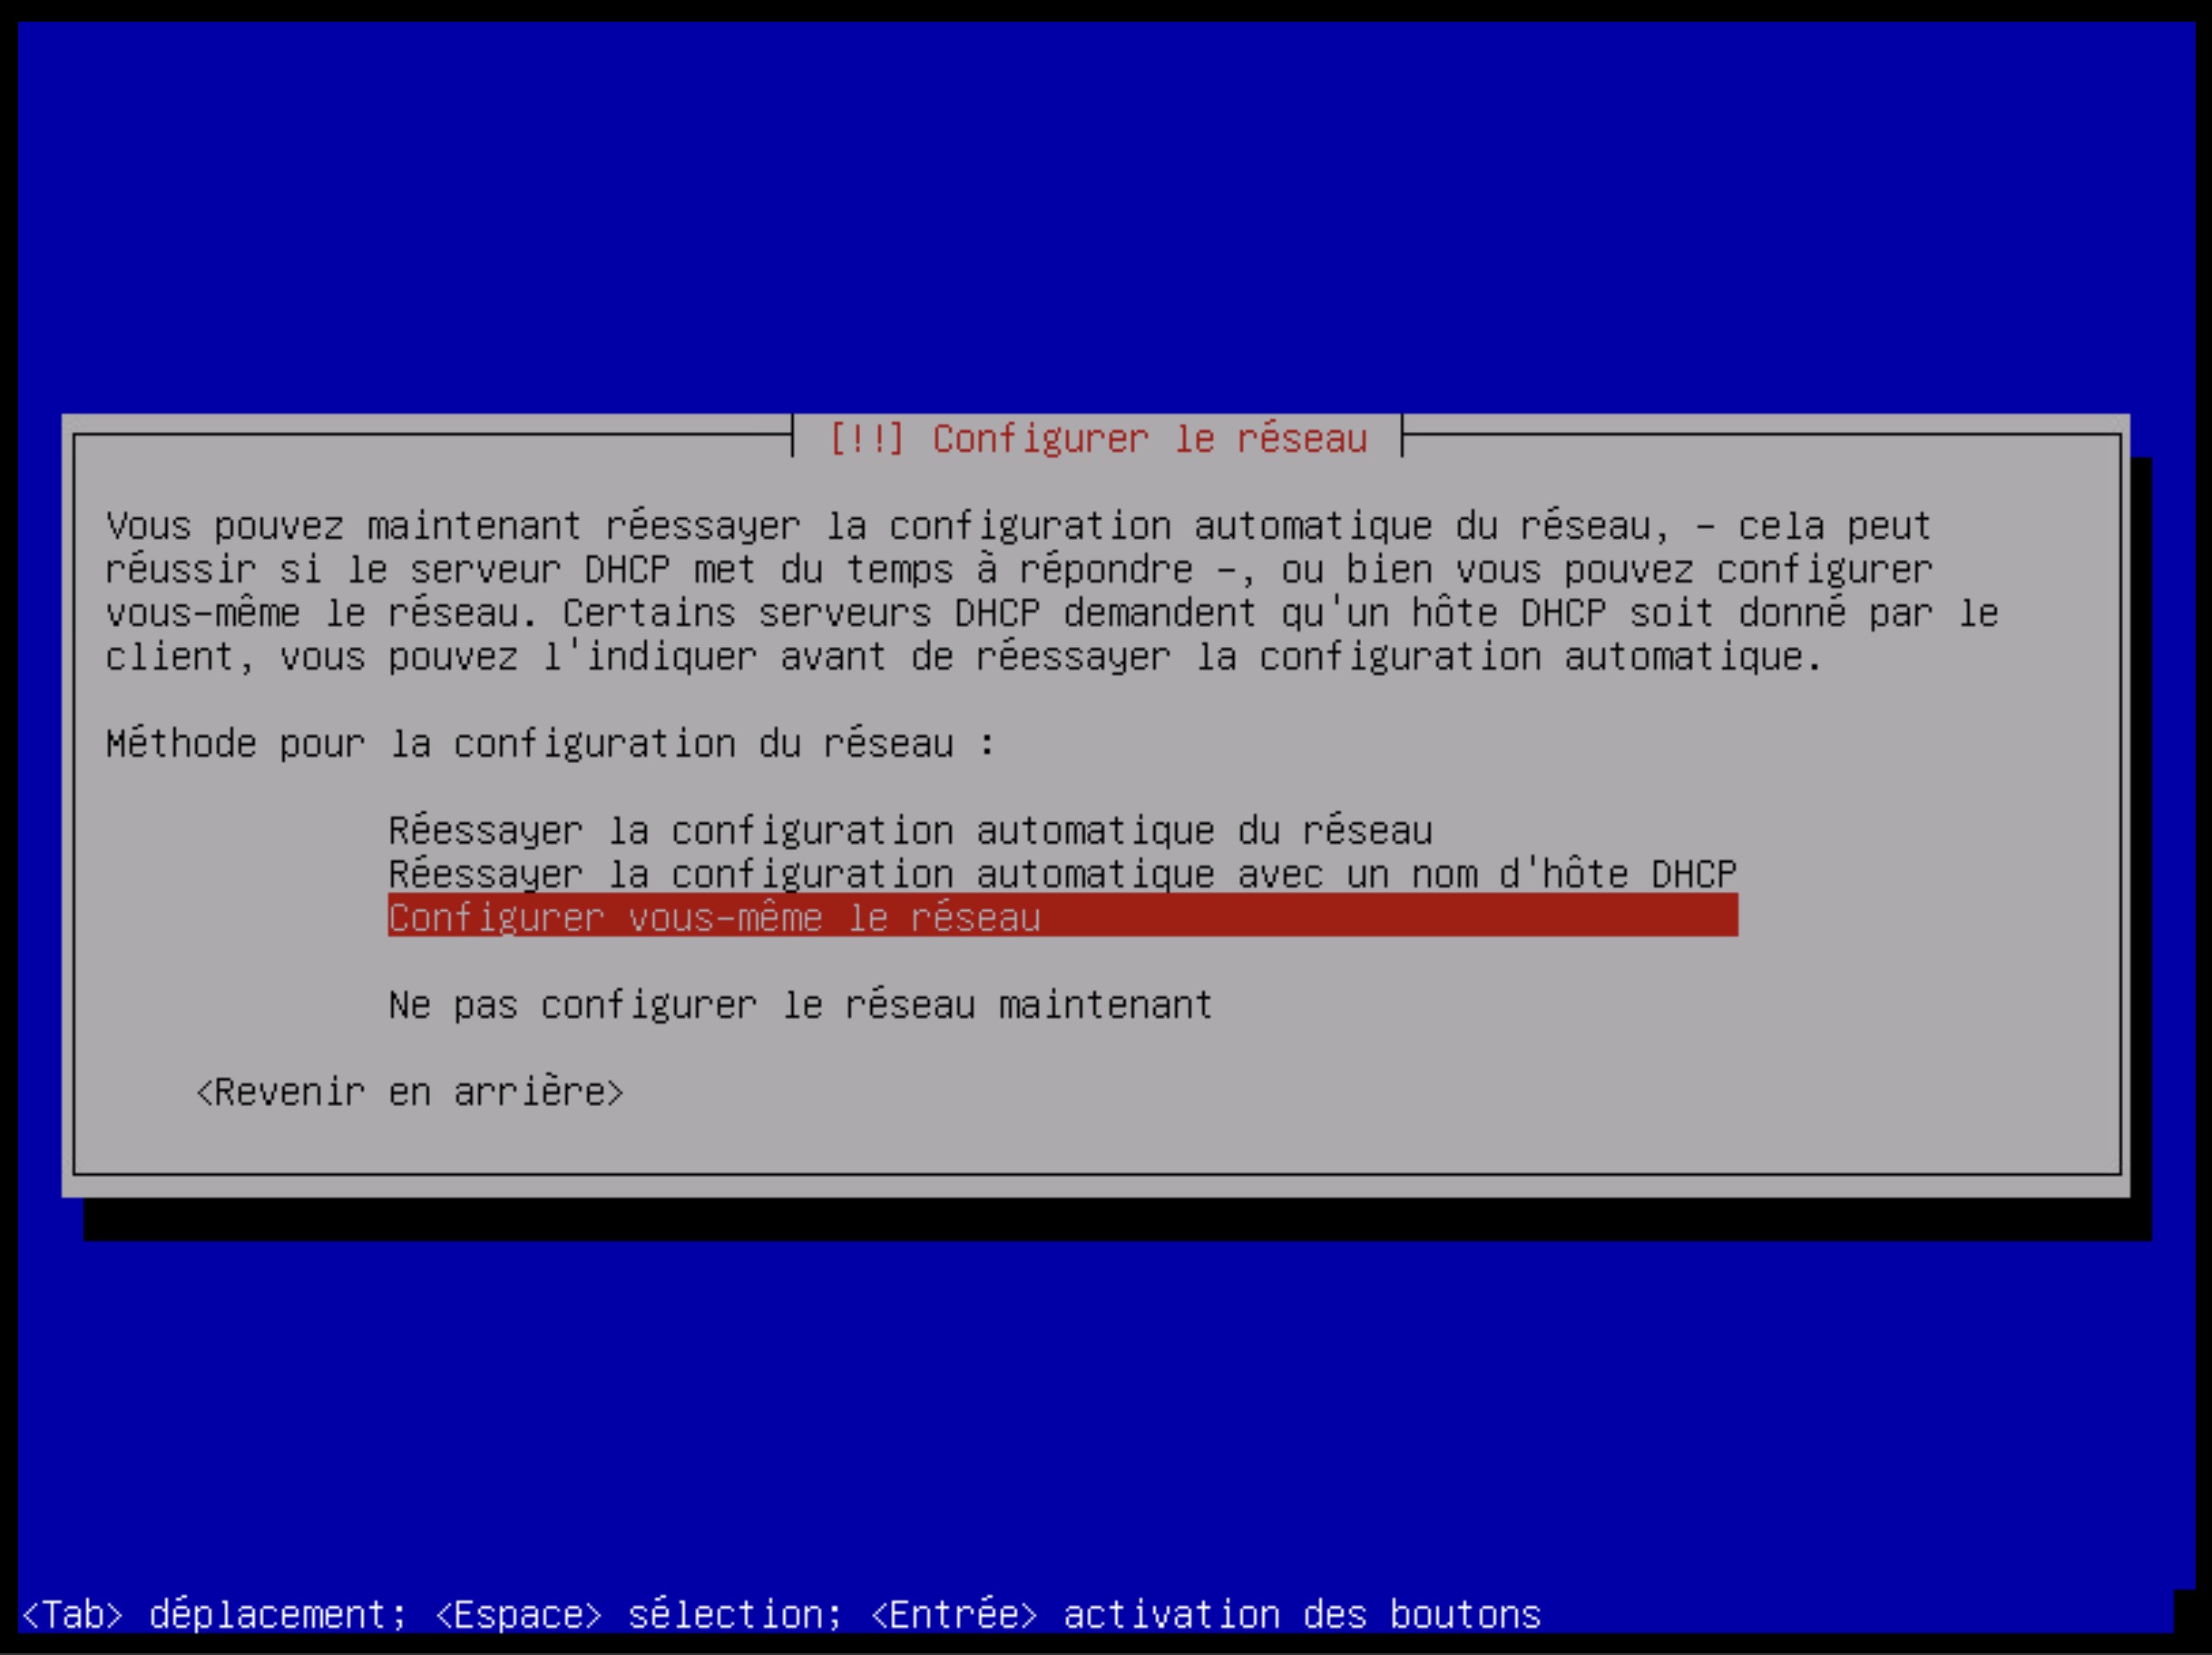 [!!] Configurer le réseau
Vous pouvez maintenant réessayer la configuration automatique du réseau, – cela peut
réussir si le serveur DHCP met du temps à répondre –, ou bien vous pouvez configurer
vous-même le réseau. Certains serveurs DHCP demandent qu'un hôte DHCP soit donné par le
client, vous pouvez l'indiquer avant de réessayer la configuration automatique.
Méthode pour la configuration du réseau :
Réessayer la configuration automatique du réseau
Réessayer la configuration automatique avec un nom d'hôte DHCP
Configurer vous-même le réseau
Ne pas configurer le réseau maintenant
<Revenir en arrière>
<Tab> déplacement; <Espace> sélection; <Entrée> activation des boutons